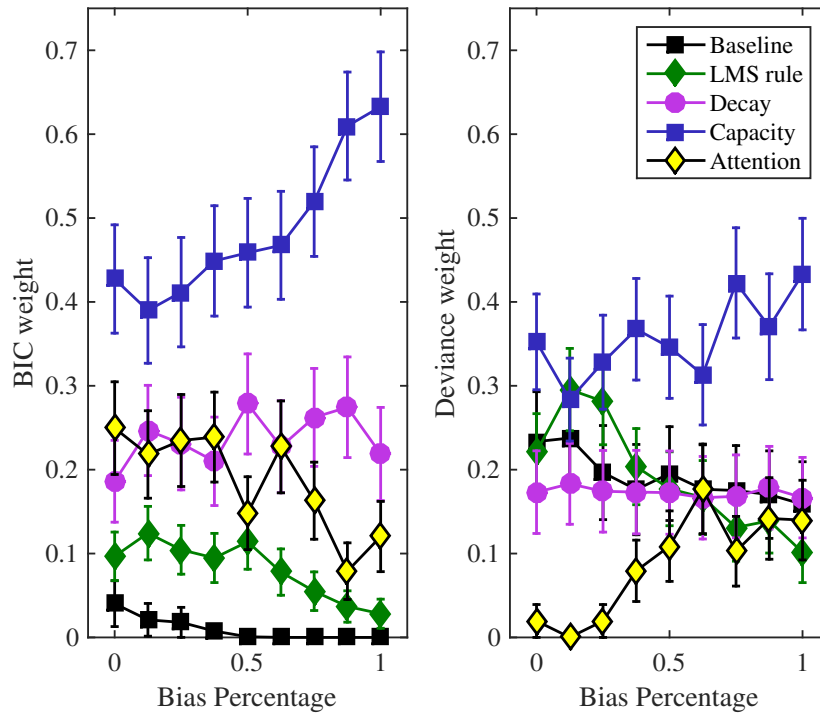 0.7
0.6
0.5
0.4
0.3
0.2
0.1
0
BIC weight
0 0.5 1
Bias Percentage
0.7
0.6
0.5
0.4
0.3
0.2
0.1
0
Deviance weight
0 0.5 1
Bias Percentage
Baseline
LMS rule
Decay
Capacity
Attention